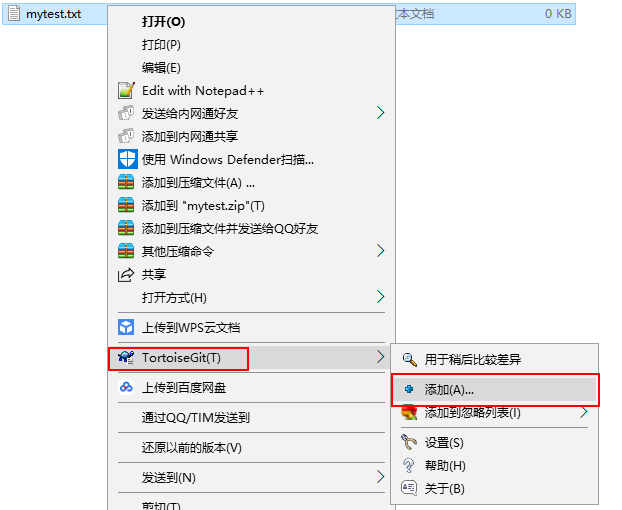 mytest.txt
本文档
0 KB
打开(O)
打印(P)
编辑(E)
Edit with Notepad++
发送给内网通好友
添加到内网通共享
使用 Windows Defender扫描...
添加到压缩文件(A) ...
添加到 "mytest.zip"(T)
添加到压缩文件并发送给QQ好友
其他压缩命令
共享
打开方式(H)
上传到WPS云文档
TortoiseGit(T)
上传到百度网盘
通过QQ/TIM发送到
还原以前的版本(V)
发送到(N)
剪切(T)
用于稍后比较差异
添加(A)...
添加到忽略列表(I)
设置(S)
帮助(H)
关于(B)